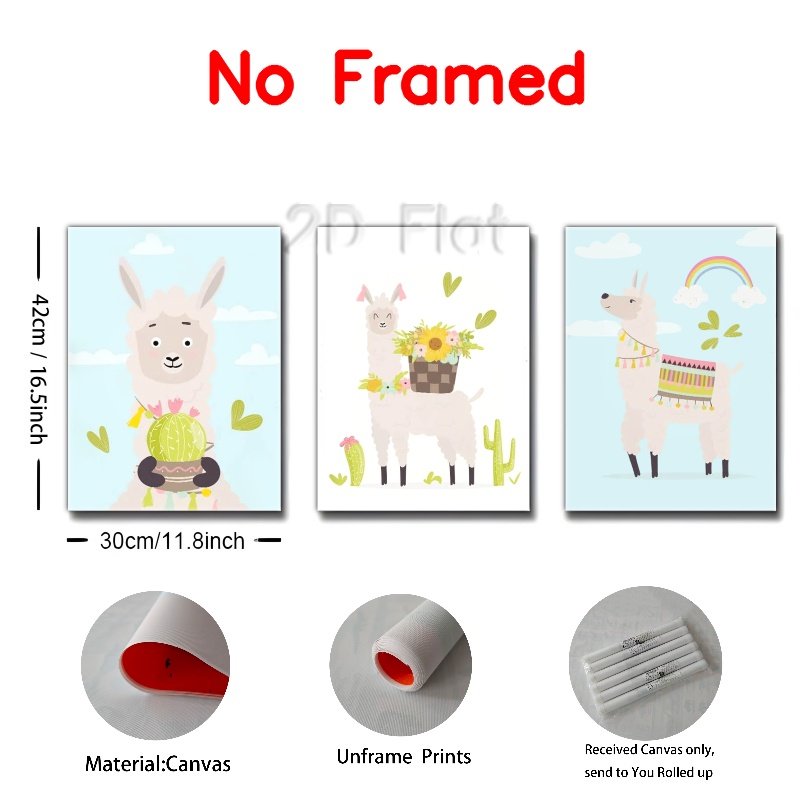 No Framed
2D Flat
42cm / 16.5inch
30cm/11.8inch
Material:Canvas
Unframe Prints
Received Canvas only,
send to You Rolled up